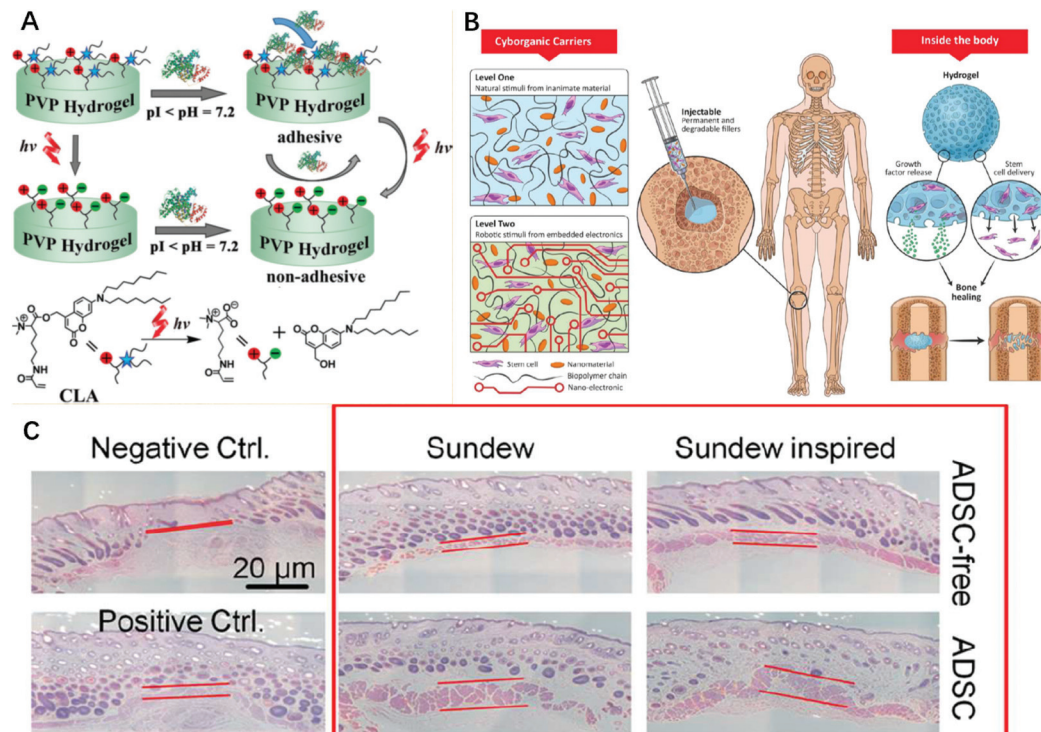 A
PVP Hydrogel
pI < pH = 7.2
PVP Hydrogel
adhesive
hν
hν
PVP Hydrogel
pI < pH = 7.2
PVP Hydrogel
non-adhesive
hν
CLA
B
Cyborganic Carriers
Level One
Natural stimuli from inanimate material
Level Two
Robotic stimuli from embedded electronics
Stem cell
Nanomaterial
Biopolymer chain
Nano-electronic
Injectable
Permanent and
degradable fillers
Inside the body
Hydrogel
Growth
factor release
Stem
cell delivery
Bone
healing
C
Negative Ctrl.
Sundew
Sundew inspired
ADSC-free
20 μm
Positive Ctrl.
ADSC